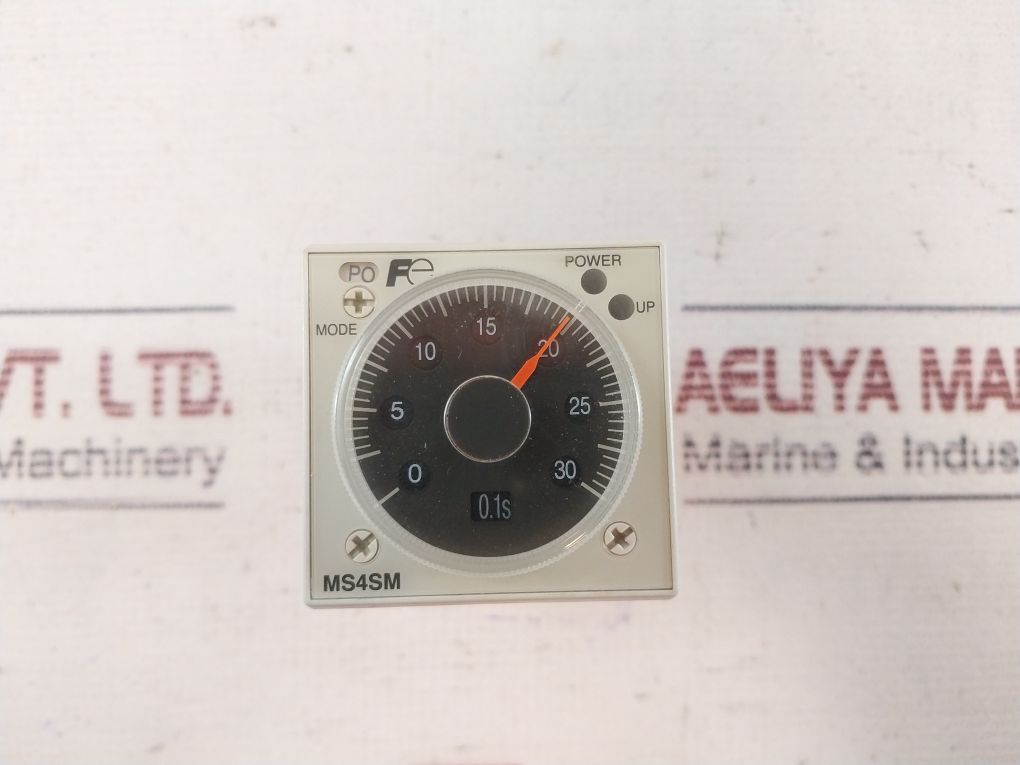 PO Fe
POWER
UP
MODE
15
10
20
5
25
0
30
0.1s
MS4SM
VT. LTD.
Machinery
AELIYA MA
Marine & Indus